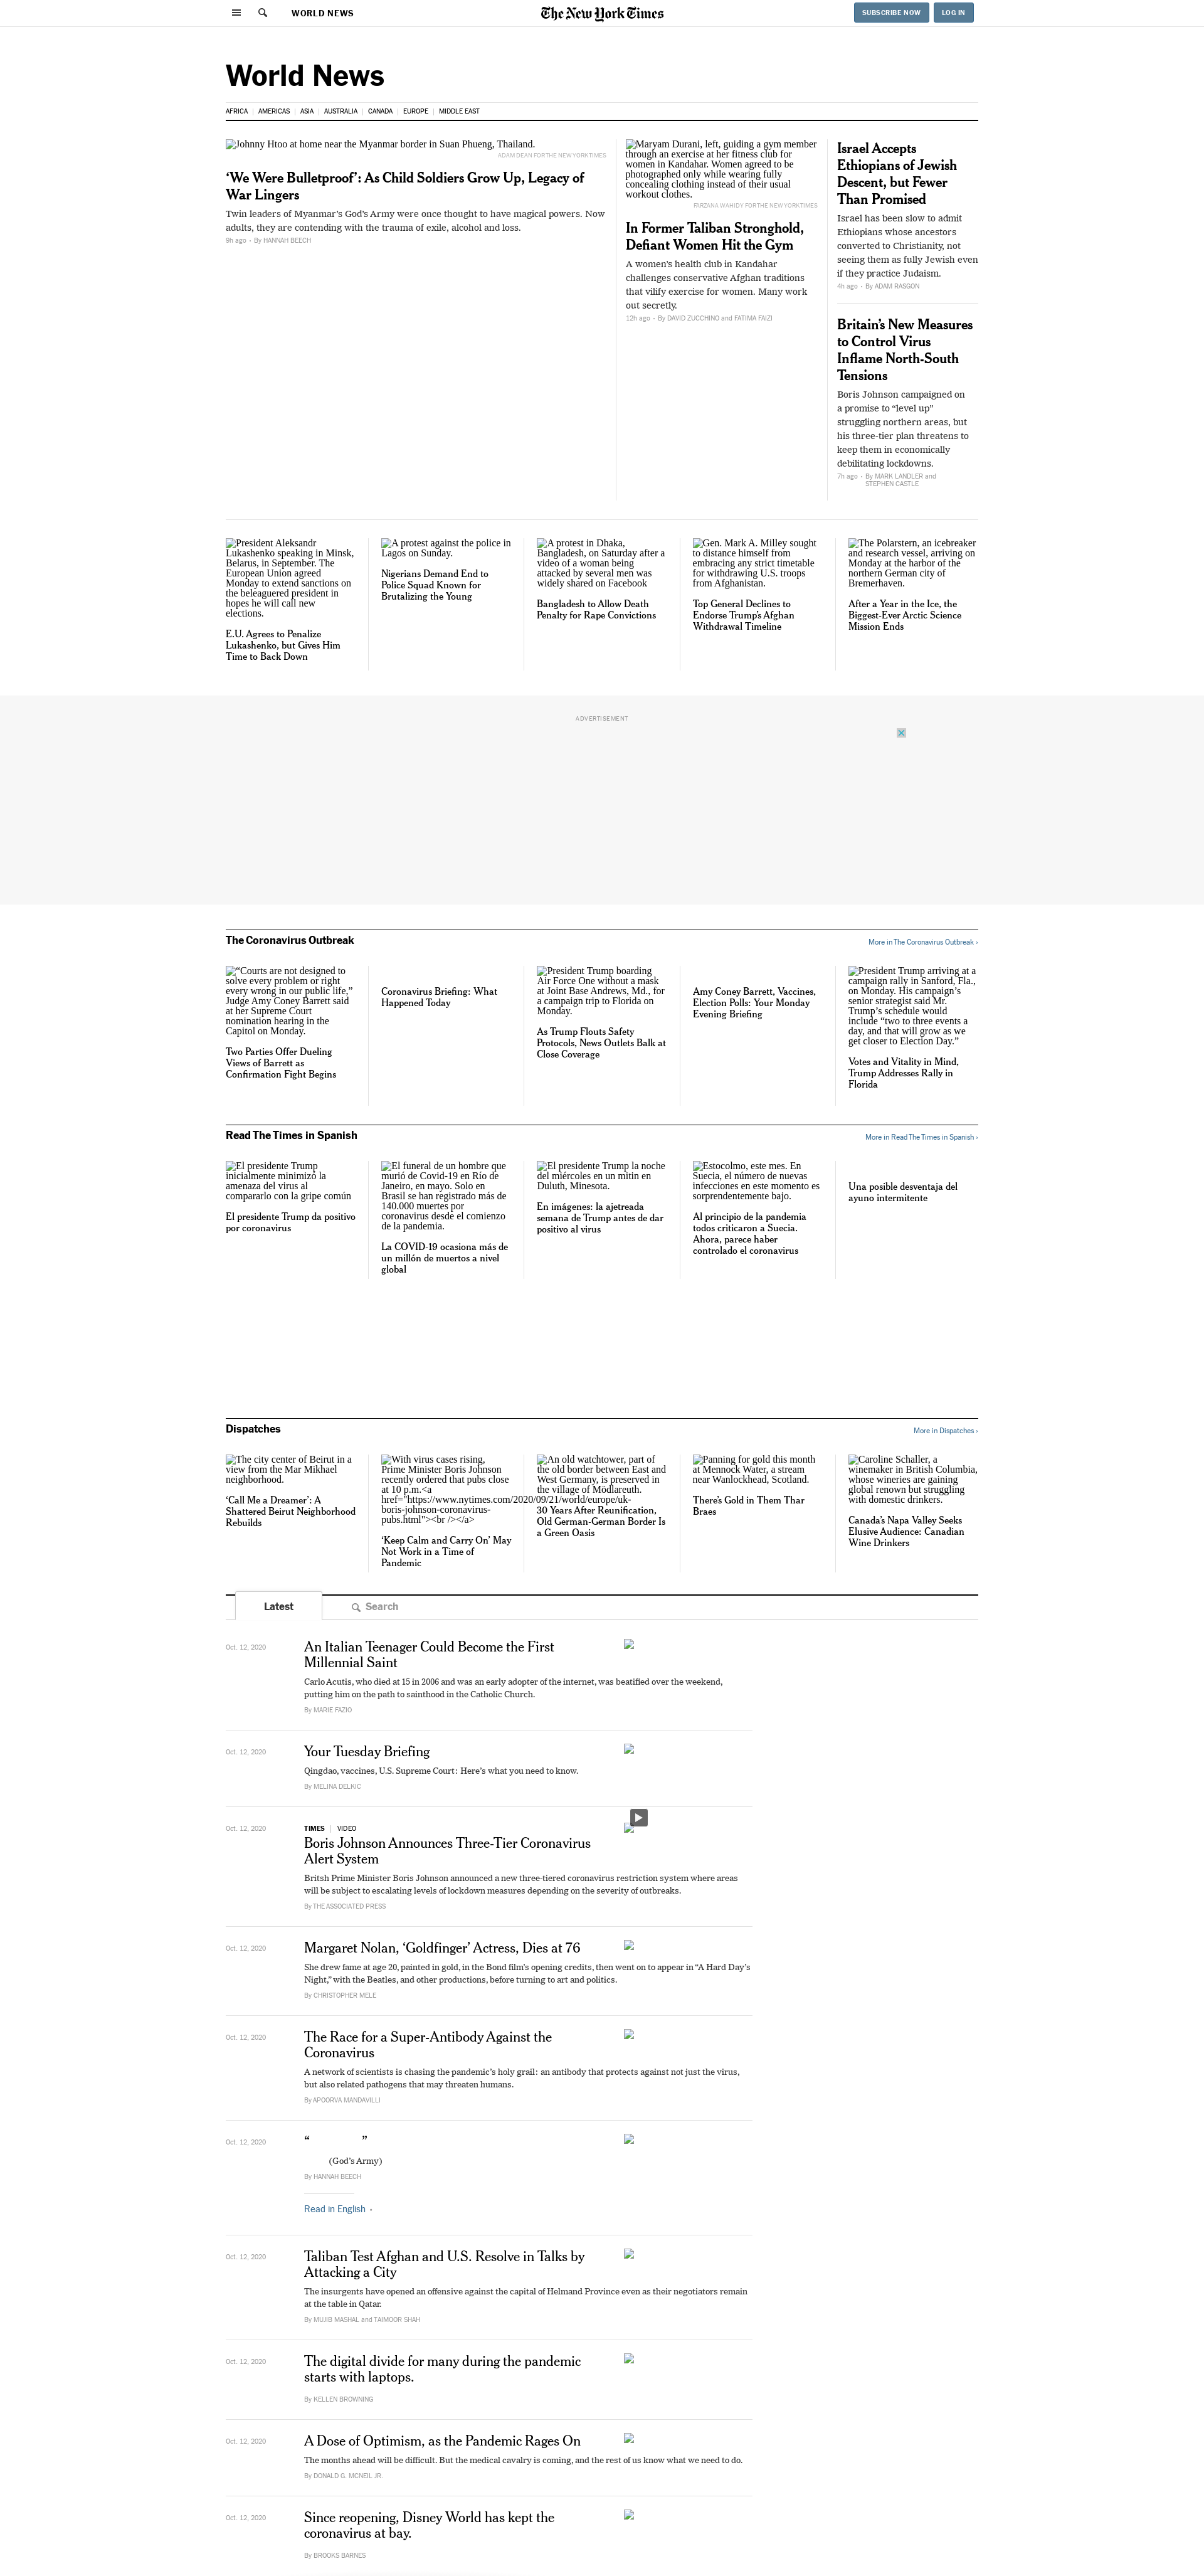 WORLD NEWS
The New York Times
SUBSCRIBE NOW
LOG IN
World News
AFRICA
AMERICAS
ASIA
AUSTRALIA
CANADA
EUROPE
MIDDLE EAST
Johnny Htoo at home near the Myanmar border in Suan Phueng, Thailand.
ADAM DEAN FOR THE NEW YORK TIMES
‘We Were Bulletproof’: As Child Soldiers Grow Up, Legacy of
War Lingers
Twin leaders of Myanmar’s God’s Army were once thought to have magical powers. Now
adults, they are contending with the trauma of exile, alcohol and loss.
9h ago
By HANNAH BEECH
Maryam Durani, left, guiding a gym member
through an exercise at her fitness club for
women in Kandahar. Women agreed to be
photographed only while wearing fully
concealing clothing instead of their usual
workout clothes.
FARZANA WAHIDY FOR THE NEW YORK TIMES
In Former Taliban Stronghold,
Defiant Women Hit the Gym
A women’s health club in Kandahar
challenges conservative Afghan traditions
that vilify exercise for women. Many work
out secretly.
12h ago
By DAVID ZUCCHINO and FATIMA FAIZI
Israel Accepts
Ethiopians of Jewish
Descent, but Fewer
Than Promised
Israel has been slow to admit
Ethiopians whose ancestors
converted to Christianity, not
seeing them as fully Jewish even
if they practice Judaism.
4h ago
By ADAM RASGON
Britain’s New Measures
to Control Virus
Inflame North-South
Tensions
Boris Johnson campaigned on
a promise to “level up”
struggling northern areas, but
his three-tier plan threatens to
keep them in economically
debilitating lockdowns.
7h ago
By MARK LANDLER and
STEPHEN CASTLE
President Aleksandr
Lukashenko speaking in Minsk,
Belarus, in September. The
European Union agreed
Monday to extend sanctions on
the beleaguered president in
hopes he will call new
elections.
E.U. Agrees to Penalize
Lukashenko, but Gives Him
Time to Back Down
A protest against the police in
Lagos on Sunday.
Nigerians Demand End to
Police Squad Known for
Brutalizing the Young
A protest in Dhaka,
Bangladesh, on Saturday after a
video of a woman being
attacked by several men was
widely shared on Facebook
Bangladesh to Allow Death
Penalty for Rape Convictions
Gen. Mark A. Milley sought
to distance himself from
embracing any strict timetable
for withdrawing U.S. troops
from Afghanistan.
Top General Declines to
Endorse Trump’s Afghan
Withdrawal Timeline
The Polarstern, an icebreaker
and research vessel, arriving on
Monday at the harbor of the
northern German city of
Bremerhaven.
After a Year in the Ice, the
Biggest-Ever Arctic Science
Mission Ends
ADVERTISEMENT
The Coronavirus Outbreak
More in The Coronavirus Outbreak ›
“Courts are not designed to
solve every problem or right
every wrong in our public life,”
Judge Amy Coney Barrett said
at her Supreme Court
nomination hearing in the
Capitol on Monday.
Two Parties Offer Dueling
Views of Barrett as
Confirmation Fight Begins
Coronavirus Briefing: What
Happened Today
President Trump boarding
Air Force One without a mask
at Joint Base Andrews, Md., for
a campaign trip to Florida on
Monday.
As Trump Flouts Safety
Protocols, News Outlets Balk at
Close Coverage
Amy Coney Barrett, Vaccines,
Election Polls: Your Monday
Evening Briefing
President Trump arriving at a
campaign rally in Sanford, Fla.,
on Monday. His campaign’s
senior strategist said Mr.
Trump’s schedule would
include “two to three events a
day, and that will grow as we
get closer to Election Day.”
Votes and Vitality in Mind,
Trump Addresses Rally in
Florida
Read The Times in Spanish
More in Read The Times in Spanish ›
El presidente Trump
inicialmente minimizó la
amenaza del virus al
compararlo con la gripe común
El presidente Trump da positivo
por coronavirus
El funeral de un hombre que
murió de Covid-19 en Río de
Janeiro, en mayo. Solo en
Brasil se han registrado más de
140.000 muertes por
coronavirus desde el comienzo
de la pandemia.
La COVID-19 ocasiona más de
un millón de muertos a nivel
global
El presidente Trump la noche
del miércoles en un mitin en
Duluth, Minesota.
En imágenes: la ajetreada
semana de Trump antes de dar
positivo al virus
Estocolmo, este mes. En
Suecia, el número de nuevas
infecciones en este momento es
sorprendentemente bajo.
Al principio de la pandemia
todos criticaron a Suecia.
Ahora, parece haber
controlado el coronavirus
Una posible desventaja del
ayuno intermitente
Dispatches
More in Dispatches ›
The city center of Beirut in a
view from the Mar Mikhael
neighborhood.
‘Call Me a Dreamer’: A
Shattered Beirut Neighborhood
Rebuilds
With virus cases rising,
Prime Minister Boris Johnson
recently ordered that pubs close
at 10 p.m.<a
href="https://www.nytimes.com/2020/09/21/world/europe/uk-
boris-johnson-coronavirus-
pubs.html"><br /></a>
‘Keep Calm and Carry On’ May
Not Work in a Time of
Pandemic
An old watchtower, part of
the old border between East and
West Germany, is preserved in
the village of Mödlareuth.
30 Years After Reunification,
Old German-German Border Is
a Green Oasis
Panning for gold this month
at Mennock Water, a stream
near Wanlockhead, Scotland.
There’s Gold in Them Thar
Braes
Caroline Schaller, a
winemaker in British Columbia,
whose wineries are gaining
global renown but struggling
with domestic drinkers.
Canada’s Napa Valley Seeks
Elusive Audience: Canadian
Wine Drinkers
Latest
Search
Oct. 12, 2020
An Italian Teenager Could Become the First
Millennial Saint
Carlo Acutis, who died at 15 in 2006 and was an early adopter of the internet, was beatified over the weekend,
putting him on the path to sainthood in the Catholic Church.
By MARIE FAZIO
Oct. 12, 2020
Your Tuesday Briefing
Qingdao, vaccines, U.S. Supreme Court: Here’s what you need to know.
By MELINA DELKIC
Oct. 12, 2020
TIMES
VIDEO
Boris Johnson Announces Three-Tier Coronavirus
Alert System
Britsh Prime Minister Boris Johnson announced a new three-tiered coronavirus restriction system where areas
will be subject to escalating levels of lockdown measures depending on the severity of outbreaks.
By THE ASSOCIATED PRESS
Oct. 12, 2020
Margaret Nolan, ‘Goldfinger’ Actress, Dies at 76
She drew fame at age 20, painted in gold, in the Bond film’s opening credits, then went on to appear in “A Hard Day’s
Night,” with the Beatles, and other productions, before turning to art and politics.
By CHRISTOPHER MELE
Oct. 12, 2020
The Race for a Super-Antibody Against the
Coronavirus
A network of scientists is chasing the pandemic’s holy grail: an antibody that protects against not just the virus,
but also related pathogens that may threaten humans.
By APOORVA MANDAVILLI
Oct. 12, 2020
“ ”
(God’s Army)
By HANNAH BEECH
Read in English
Oct. 12, 2020
Taliban Test Afghan and U.S. Resolve in Talks by
Attacking a City
The insurgents have opened an offensive against the capital of Helmand Province even as their negotiators remain
at the table in Qatar.
By MUJIB MASHAL and TAIMOOR SHAH
Oct. 12, 2020
The digital divide for many during the pandemic
starts with laptops.
By KELLEN BROWNING
Oct. 12, 2020
A Dose of Optimism, as the Pandemic Rages On
The months ahead will be difficult. But the medical cavalry is coming, and the rest of us know what we need to do.
By DONALD G. MCNEIL JR.
Oct. 12, 2020
Since reopening, Disney World has kept the
coronavirus at bay.
By BROOKS BARNES